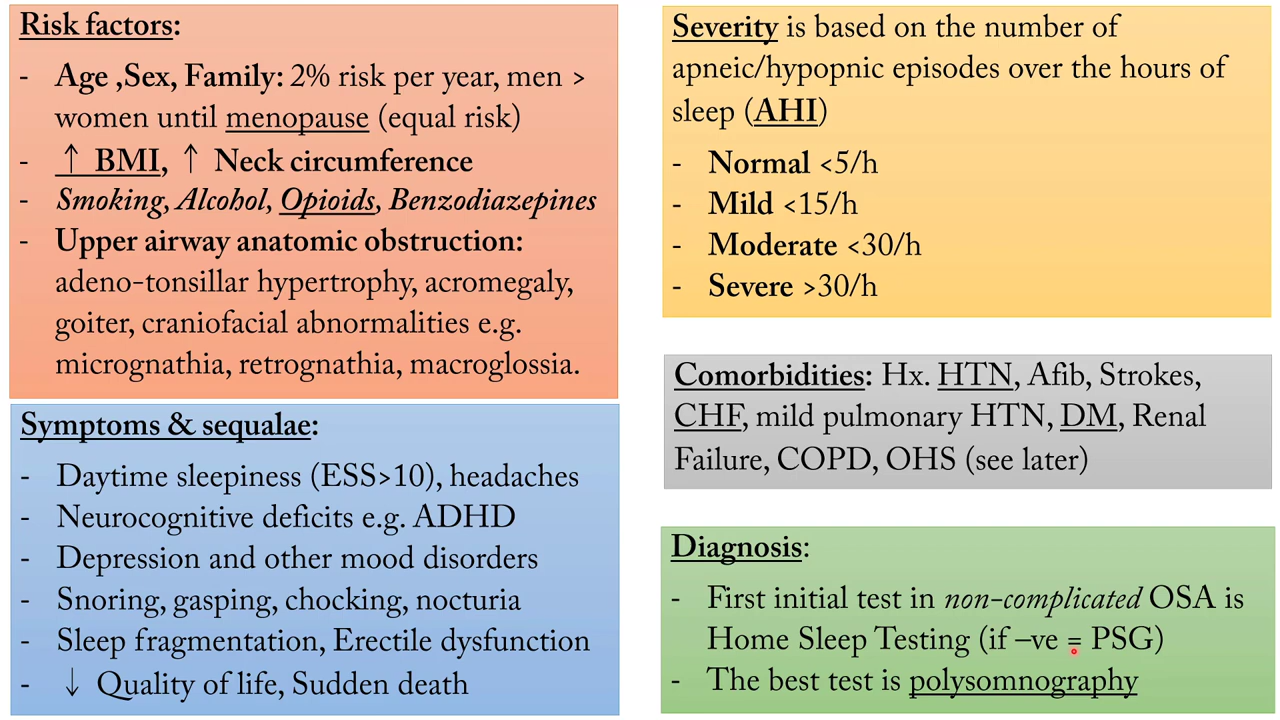 Risk factors:
- Age ,Sex, Family: 2% risk per year, men >
women until menopause (equal risk)
- ↑ BMI, ↑ Neck circumference
- Smoking, Alcohol, Opioids, Benzodiazepines
- Upper airway anatomic obstruction:
adeno-tonsillar hypertrophy, acromegaly,
goiter, craniofacial abnormalities e.g.
micrognathia, retrognathia, macroglossia.
Symptoms & sequalae:
- Daytime sleepiness (ESS>10), headaches
- Neurocognitive deficits e.g. ADHD
- Depression and other mood disorders
- Snoring, gasping, chocking, nocturia
- Sleep fragmentation, Erectile dysfunction
- ↓ Quality of life, Sudden death
Severity is based on the number of
apneic/hypopnic episodes over the hours of
sleep (AHI)
- Normal <5/h
- Mild <15/h
- Moderate <30/h
- Severe >30/h
Comorbidities: Hx. HTN, Afib, Strokes,
CHF, mild pulmonary HTN, DM, Renal
Failure, COPD, OHS (see later)
Diagnosis:
- First initial test in non-complicated OSA is
Home Sleep Testing (if –ve = PSG)
- The best test is polysomnography